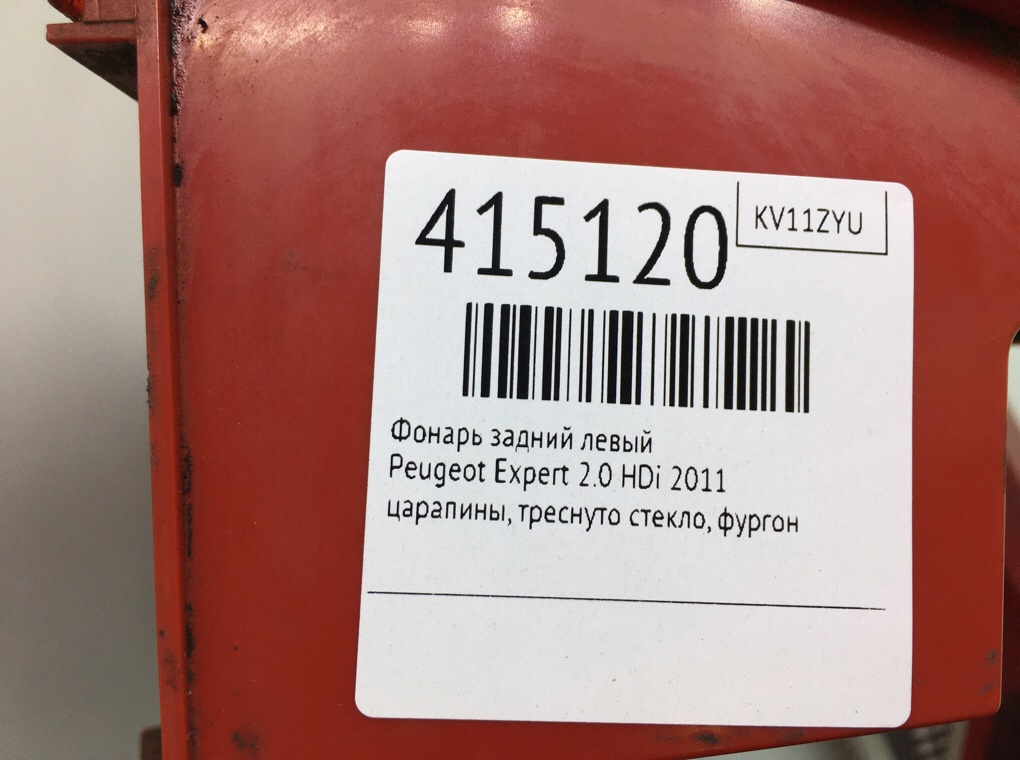 415120
KV11ZYU
Фонарь задний левый
Peugeot Expert 2.0 HDi 2011
царапины, треснуто стекло, фургон